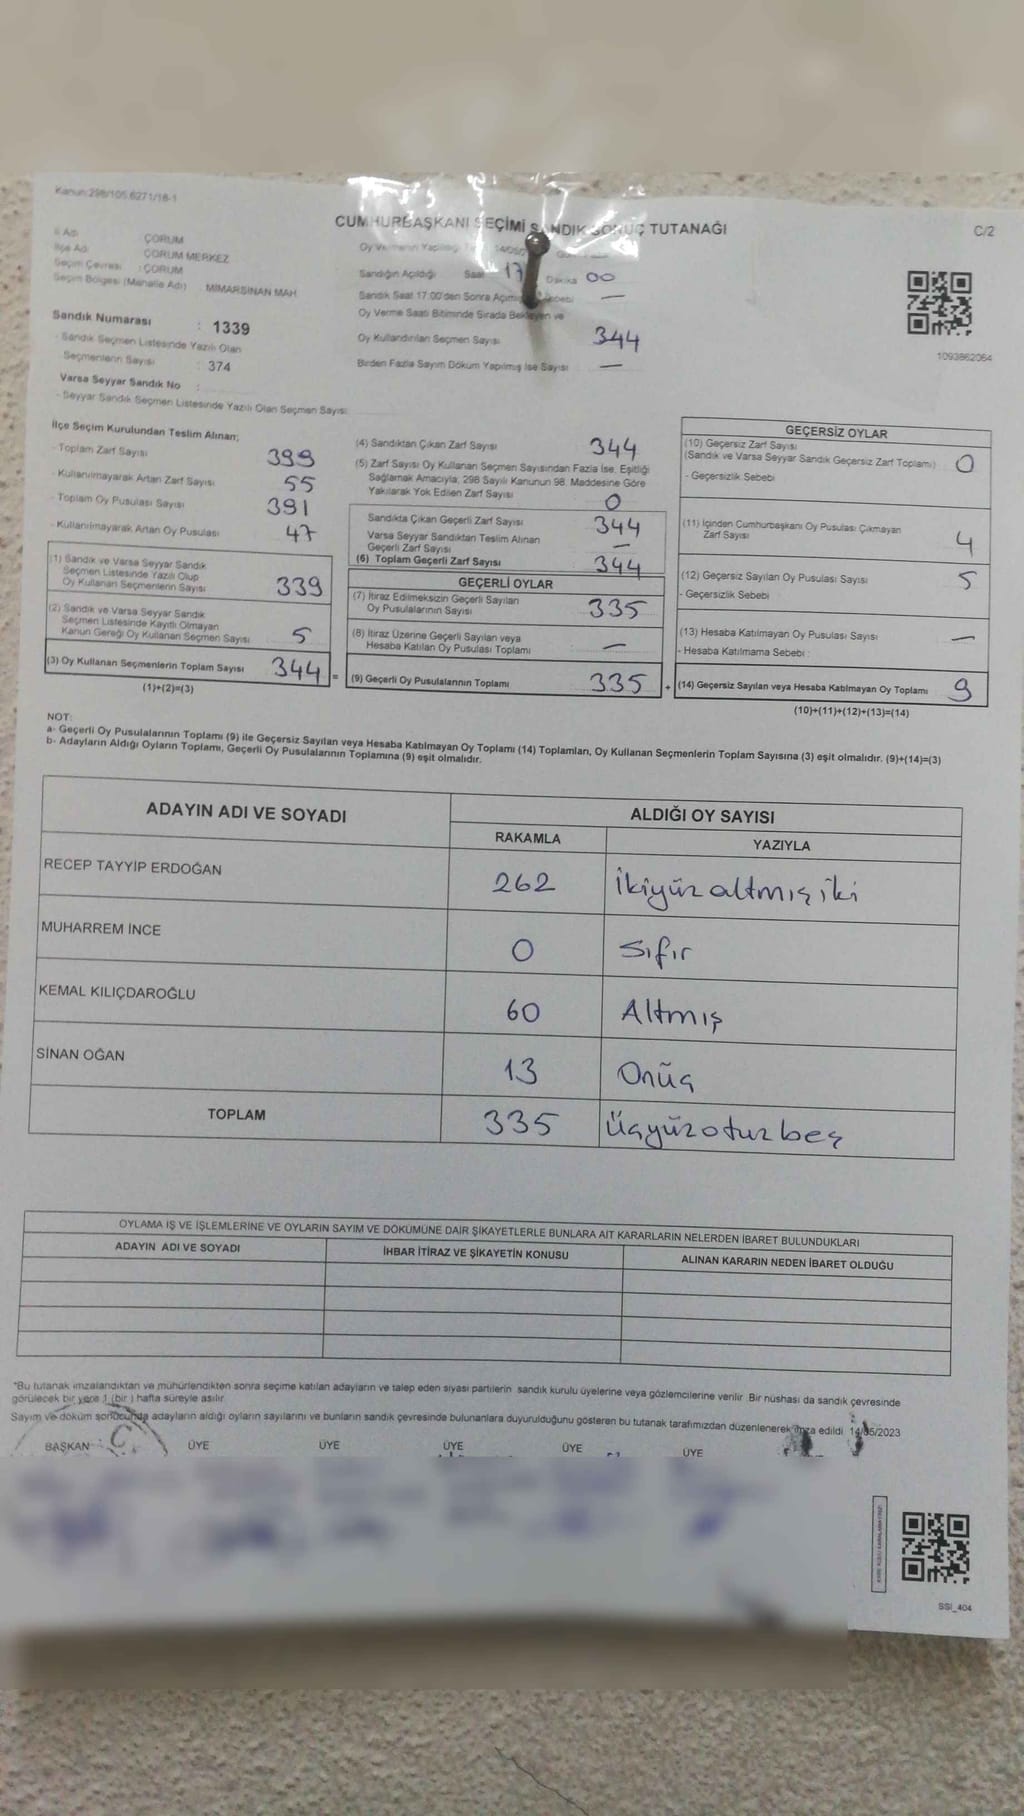 Kanun:298/105.6271/18-1
CUMHURBAŞKANI SEÇİMİ SANDIK SONUÇ TUTANAĞI
C/2
İl Adı : ÇORUM
İlçe Adı : ÇORUM MERKEZ
Seçim Çevresi : ÇORUM
Seçim Bölgesi (Mahalle Adı) : MİMARSİNAN MAH
Sandık Numarası : 1339
- Sandık Seçmen Listesinde Yazılı Olan
Seçmenlerin Sayısı : 374
Varsa Seyyar Sandık No :
- Seyyar Sandık Seçmen Listesinde Yazılı Olan Seçmen Sayısı:
Oy Vermenin Yapıldığı
Sandığın Açıldığı Saat 17 Dakika 00
Sandık Saat 17.00'den Sonra Açılmış Sebebi —
Oy Verme Saati Bitiminde Sırada Bekleyen ve
Oy Kullandırılan Seçmen Sayısı 344
Birden Fazla Sayım Döküm Yapılmış İse Sayısı —
1093862064
İlçe Seçim Kurulundan Teslim Alınan;
- Toplam Zarf Sayısı 399
- Kullanılmayarak Artan Zarf Sayısı 55
- Toplam Oy Pusulası Sayısı 391
- Kullanılmayarak Artan Oy Pusulası 47
(1) Sandık ve Varsa Seyyar Sandık
Seçmen Listesinde Yazılı Olup
Oy Kullanan Seçmenlerin Sayısı 339
(2) Sandık ve Varsa Seyyar Sandık
Seçmen Listesinde Kayıtlı Olmayan
Kanun Gereği Oy Kullanan Seçmen Sayısı 5
(3) Oy Kullanan Seçmenlerin Toplam Sayısı 344
(1)+(2)=(3)
(4) Sandıktan Çıkan Zarf Sayısı 344
(5) Zarf Sayısı Oy Kullanan Seçmen Sayısından Fazla İse, Eşitliği
Sağlamak Amacıyla, 298 Sayılı Kanunun 98. Maddesine Göre
Yakılarak Yok Edilen Zarf Sayısı 0
Sandıkta Çıkan Geçerli Zarf Sayısı 344
Varsa Seyyar Sandıktan Teslim Alınan
Geçerli Zarf Sayısı —
(6) Toplam Geçerli Zarf Sayısı 344
GEÇERLİ OYLAR
(7) İtiraz Edilmeksizin Geçerli Sayılan
Oy Pusulalarının Sayısı 335
(8) İtiraz Üzerine Geçerli Sayılan veya
Hesaba Katılan Oy Pusulası Toplamı —
= (9) Geçerli Oy Pusulalarının Toplamı 335
GEÇERSİZ OYLAR
(10) Geçersiz Zarf Sayısı
(Sandık ve Varsa Seyyar Sandık Geçersiz Zarf Toplamı) 0
- Geçersizlik Sebebi
(11) İçinden Cumhurbaşkanı Oy Pusulası Çıkmayan
Zarf Sayısı 4
(12) Geçersiz Sayılan Oy Pusulası Sayısı 5
- Geçersizlik Sebebi :
(13) Hesaba Katılmayan Oy Pusulası Sayısı —
- Hesaba Katılmama Sebebi :
+ (14) Geçersiz Sayılan veya Hesaba Katılmayan Oy Toplamı 9
(10)+(11)+(12)+(13)=(14)
NOT:
a- Geçerli Oy Pusulalarının Toplamı (9) ile Geçersiz Sayılan veya Hesaba Katılmayan Oy Toplamı (14) Toplamları, Oy Kullanan Seçmenlerin Toplam Sayısına (3) eşit olmalıdır. (9)+(14)=(3)
b- Adayların Aldığı Oyların Toplamı, Geçerli Oy Pusulalarının Toplamına (9) eşit olmalıdır.
ADAYIN ADI VE SOYADI
ALDIĞI OY SAYISI
RAKAMLA YAZIYLA
RECEP TAYYİP ERDOĞAN 262 İkiyüz altmış iki
MUHARREM İNCE 0 Sıfır
KEMAL KILIÇDAROĞLU 60 Altmış
SİNAN OĞAN 13 Onüç
TOPLAM 335 Üçyüzotuzbeş
OYLAMA İŞ VE İŞLEMLERİNE VE OYLARIN SAYIM VE DÖKÜMÜNE DAİR ŞİKAYETLERLE BUNLARA AİT KARARLARIN NELERDEN İBARET BULUNDUKLARI
ADAYIN ADI VE SOYADI İHBAR İTİRAZ VE ŞİKAYETİN KONUSU ALINAN KARARIN NEDEN İBARET OLDUĞU
*Bu tutanak imzalandıktan ve mühürlendikten sonra seçime katılan adayların ve talep eden siyasi partilerin sandık kurulu üyelerine veya gözlemcilerine verilir. Bir nüshası da sandık çevresinde
görülecek bir yere 1 (bir) hafta süreyle asılır.
Sayım ve döküm sonucunda adayların aldığı oyların sayılarını ve bunların sandık çevresinde bulunanlara duyurulduğunu gösteren bu tutanak tarafımızdan düzenlenerek imza edildi. 14/05/2023
BAŞKAN ÜYE ÜYE ÜYE ÜYE ÜYE
SSI_404